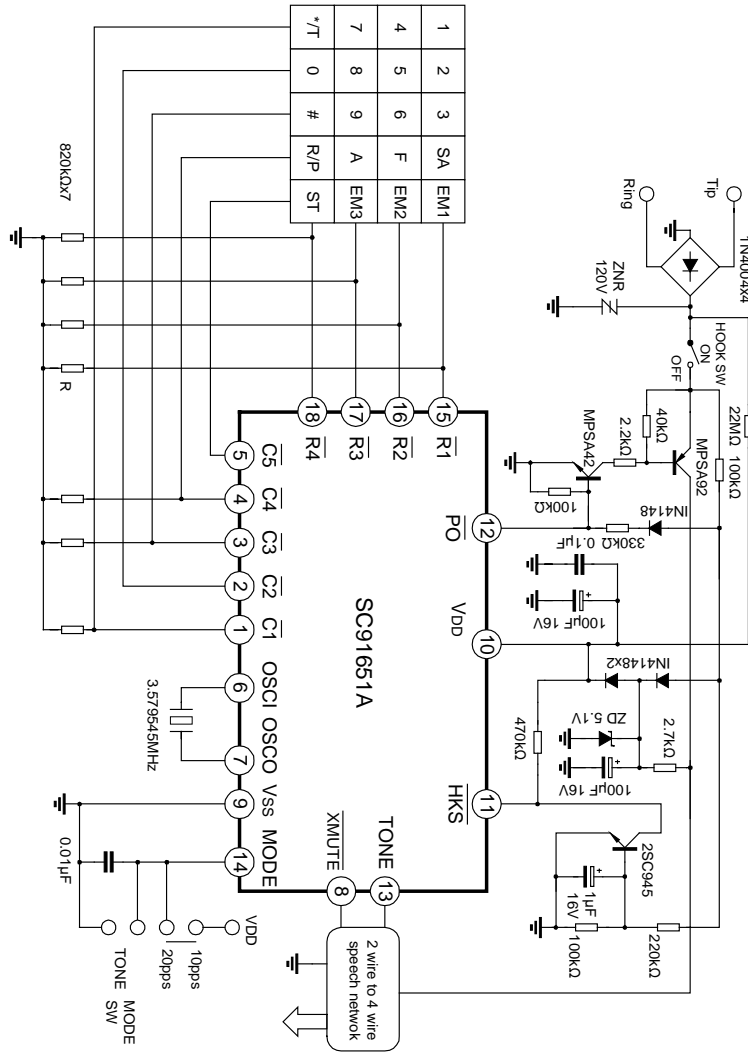 1 2 3 SA EM1
4 5 6 F EM2
7 8 9 A EM3
*/T 0 # R/P ST
Tip
Ring
1N4004x4
ZNR
120V
HOOK SW
ON
OFF
22MΩ
100kΩ
MPSA92
40kΩ
2.2kΩ
MPSA42
100kΩ
IN4148
330kΩ
0.1µF
+
100µF 16V
IN4148x2
ZD 5.1V
+
100µF 16V
2.7kΩ
470kΩ
2SC945
+
1µF
16V
100kΩ
220kΩ
820kΩx7
R
18 17 16 15 12 10 11
R4 R3 R2 R1 PO VDD HKS
SC91651A
C5 C4 C3 C2 C1 OSCI OSCO VSS MODE
5 4 3 2 1 6 7 9 14
XMUTE TONE
8 13
3.579545MHz
0.01µF
VDD
10pps
20pps
TONE
MODE
SW
2 wire to 4 wire
speech netwok